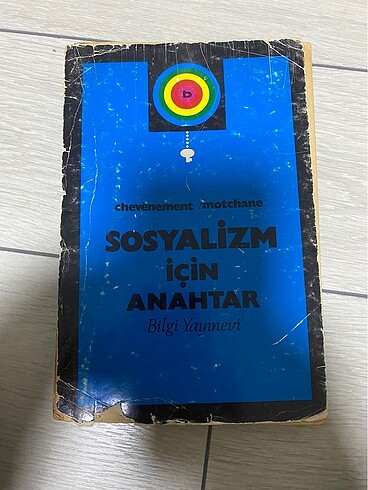 b
chevènement / motchane
SOSYALİZM
İÇİN
ANAHTAR
Bilgi Yayınevi